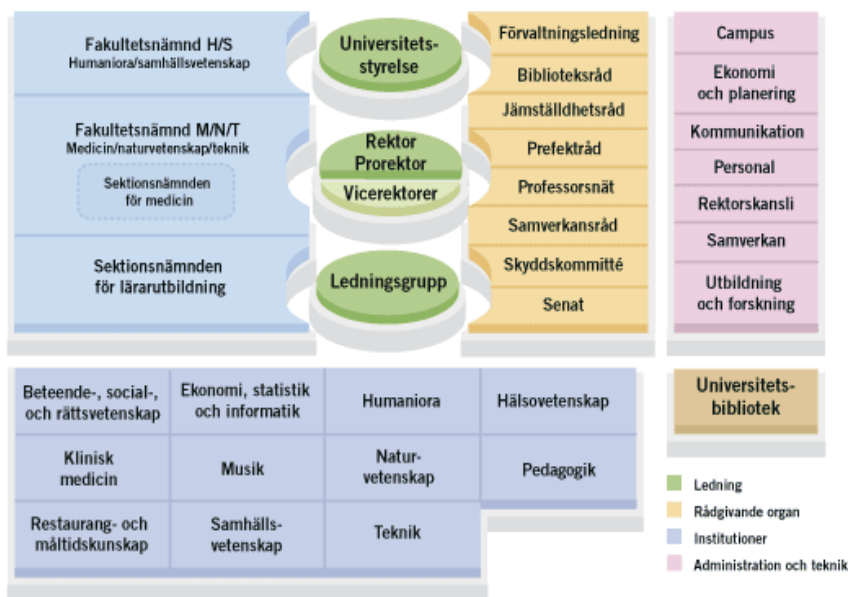 Fakultetsnämnd H/S
Humaniora/samhällsvetenskap
Fakultetsnämnd M/N/T
Medicin/naturvetenskap/teknik
Sektionsnämnden
för medicin
Sektionsnämnden
för lärarutbildning
Universitets-
styrelse
Rektor
Prorektor
Vicerektorer
Ledningsgrupp
Förvaltningsledning
Biblioteksråd
Jämställdhetsråd
Prefektråd
Professorsnät
Samverkansråd
Skyddskommitté
Senat
Campus
Ekonomi
och planering
Kommunikation
Personal
Rektorskansli
Samverkan
Utbildning
och forskning
Beteende-, social-,
och rättsvetenskap
Ekonomi, statistik
och informatik
Humaniora
Hälsovetenskap
Klinisk
medicin
Musik
Natur-
vetenskap
Pedagogik
Restaurang- och
måltidskunskap
Samhälls-
vetenskap
Teknik
Universitets-
bibliotek
Ledning
Rådgivande organ
Institutioner
Administration och teknik